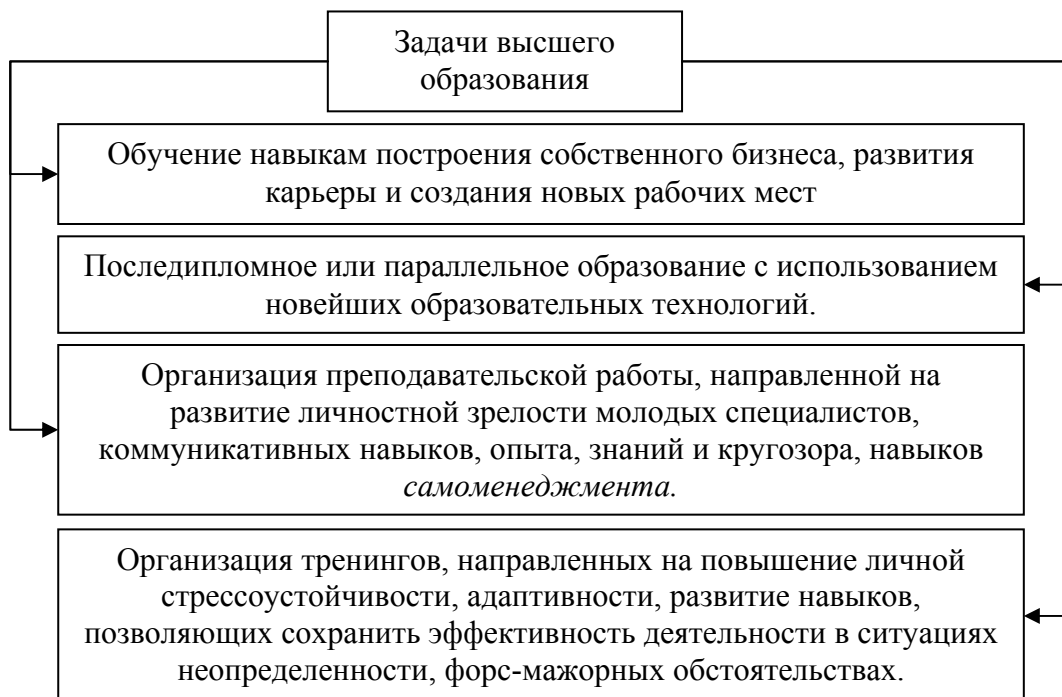 Задачи высшего
образования
Обучение навыкам построения собственного бизнеса, развития
карьеры и создания новых рабочих мест
Последипломное или параллельное образование с использованием
новейших образовательных технологий.
Организация преподавательской работы, направленной на
развитие личностной зрелости молодых специалистов,
коммуникативных навыков, опыта, знаний и кругозора, навыков
самоменеджмента.
Организация тренингов, направленных на повышение личной
стрессоустойчивости, адаптивности, развитие навыков,
позволяющих сохранить эффективность деятельности в ситуациях
неопределенности, форс-мажорных обстоятельствах.